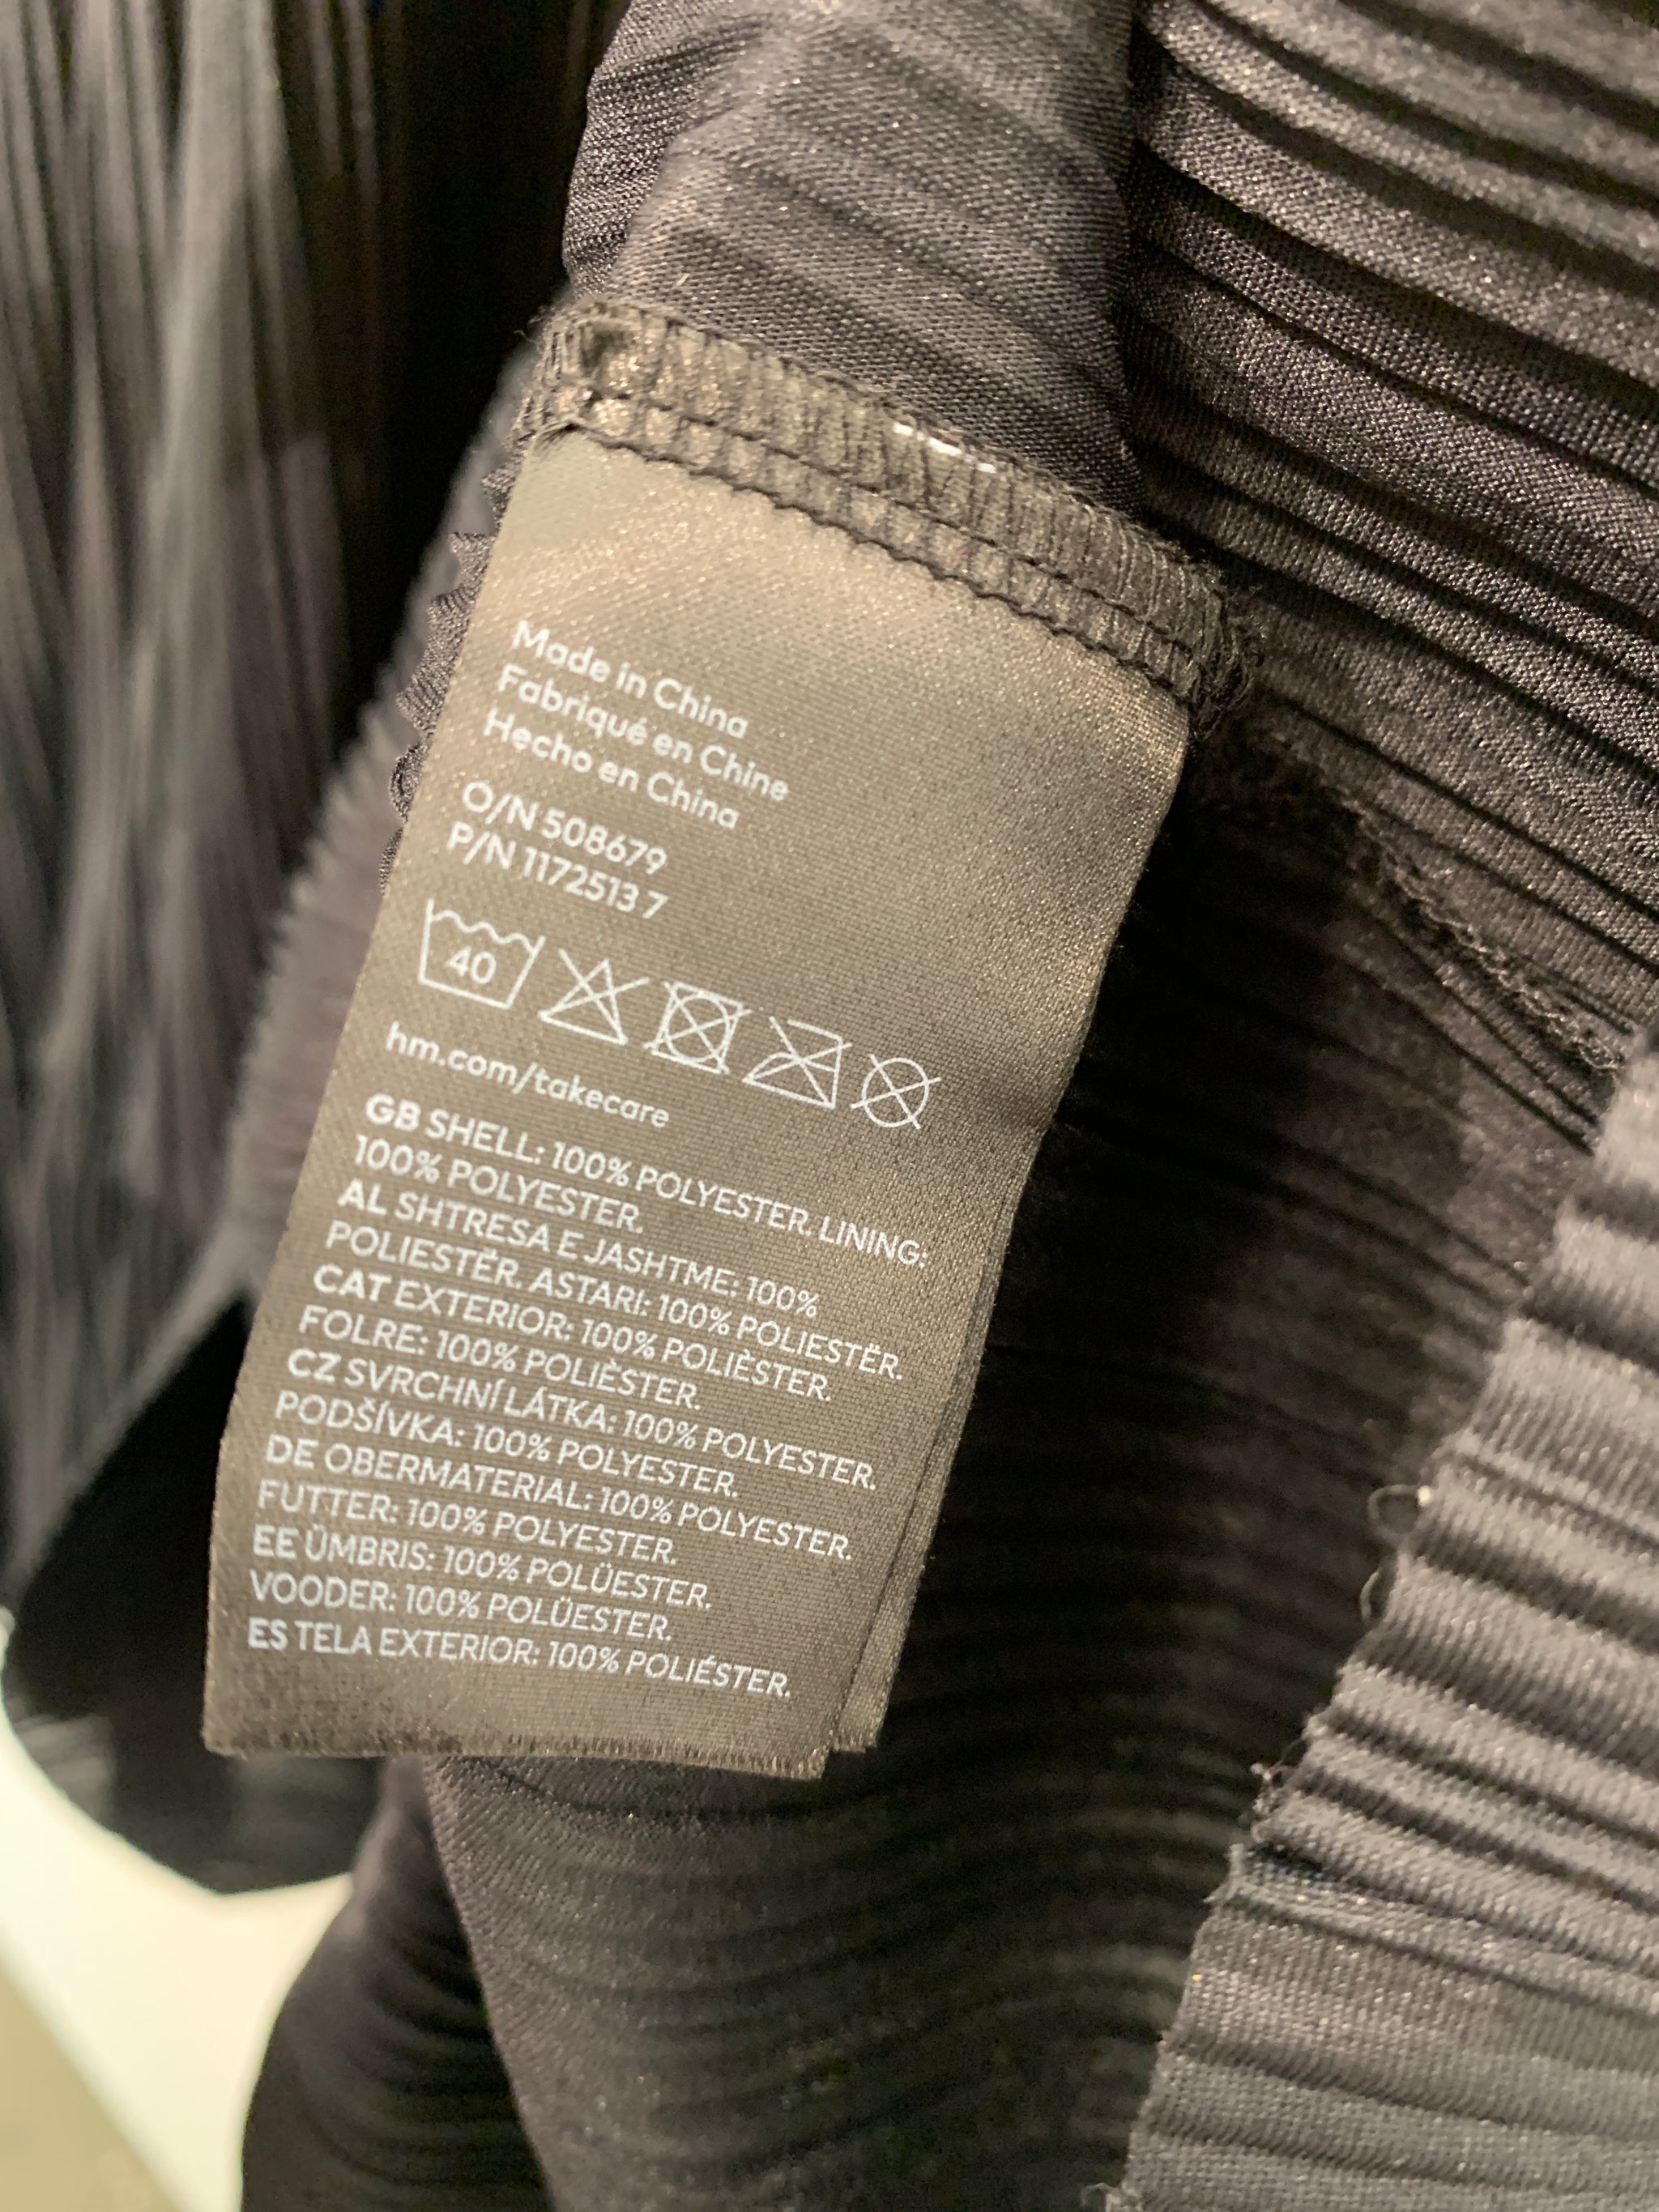 Made in China
Fabriqué en Chine
Hecho en China
O/N 508679
P/N 1172513 7
40
hm.com/takecare
GB SHELL: 100% POLYESTER. LINING:
100% POLYESTER.
AL SHTRESA E JASHTME: 100%
POLIESTËR. ASTARI: 100% POLIESTËR.
CAT EXTERIOR: 100% POLIÈSTER.
FOLRE: 100% POLIÈSTER.
CZ SVRCHNÍ LÁTKA: 100% POLYESTER.
PODŠÍVKA: 100% POLYESTER.
DE OBERMATERIAL: 100% POLYESTER.
FUTTER: 100% POLYESTER.
EE ÜMBRIS: 100% POLÜESTER.
VOODER: 100% POLÜESTER.
ES TELA EXTERIOR: 100% POLIÉSTER.